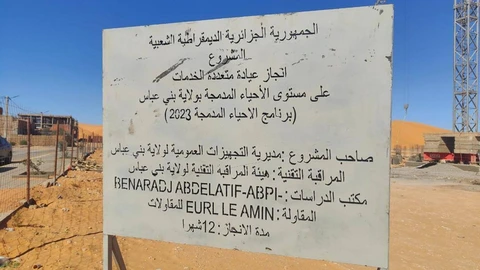 الجمهورية الجزائرية الديمقراطية الشعبية
المشروع
انجاز عيادة متعددة الخدمات
على مستوى الأحياء المدمجة بولاية بني عباس
(برنامج الاحياء المدمجة 2023)
صاحب المشروع :مديرية التجهيزات العمومية لولاية بني عباس
المراقبة التقنية: هيئة المراقبة التقنية لولاية بني عباس
مكتب الدراسات :BENARADJ ABDELATIF-ABPI-
المقاولة: EURL LE AMIN للمقاولات
مدة الانجاز: 12شهرا